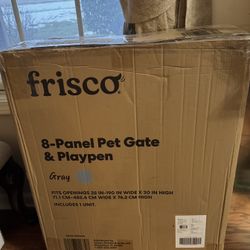 frisco
8-Panel Pet Gate
& Playpen
Gray
FITS OPENINGS 28 IN-190 IN WIDE X 30 IN HIGH
71.1 CM-482.6 CM WIDE X 76.2 CM HIGH
INCLUDES 1 UNIT.